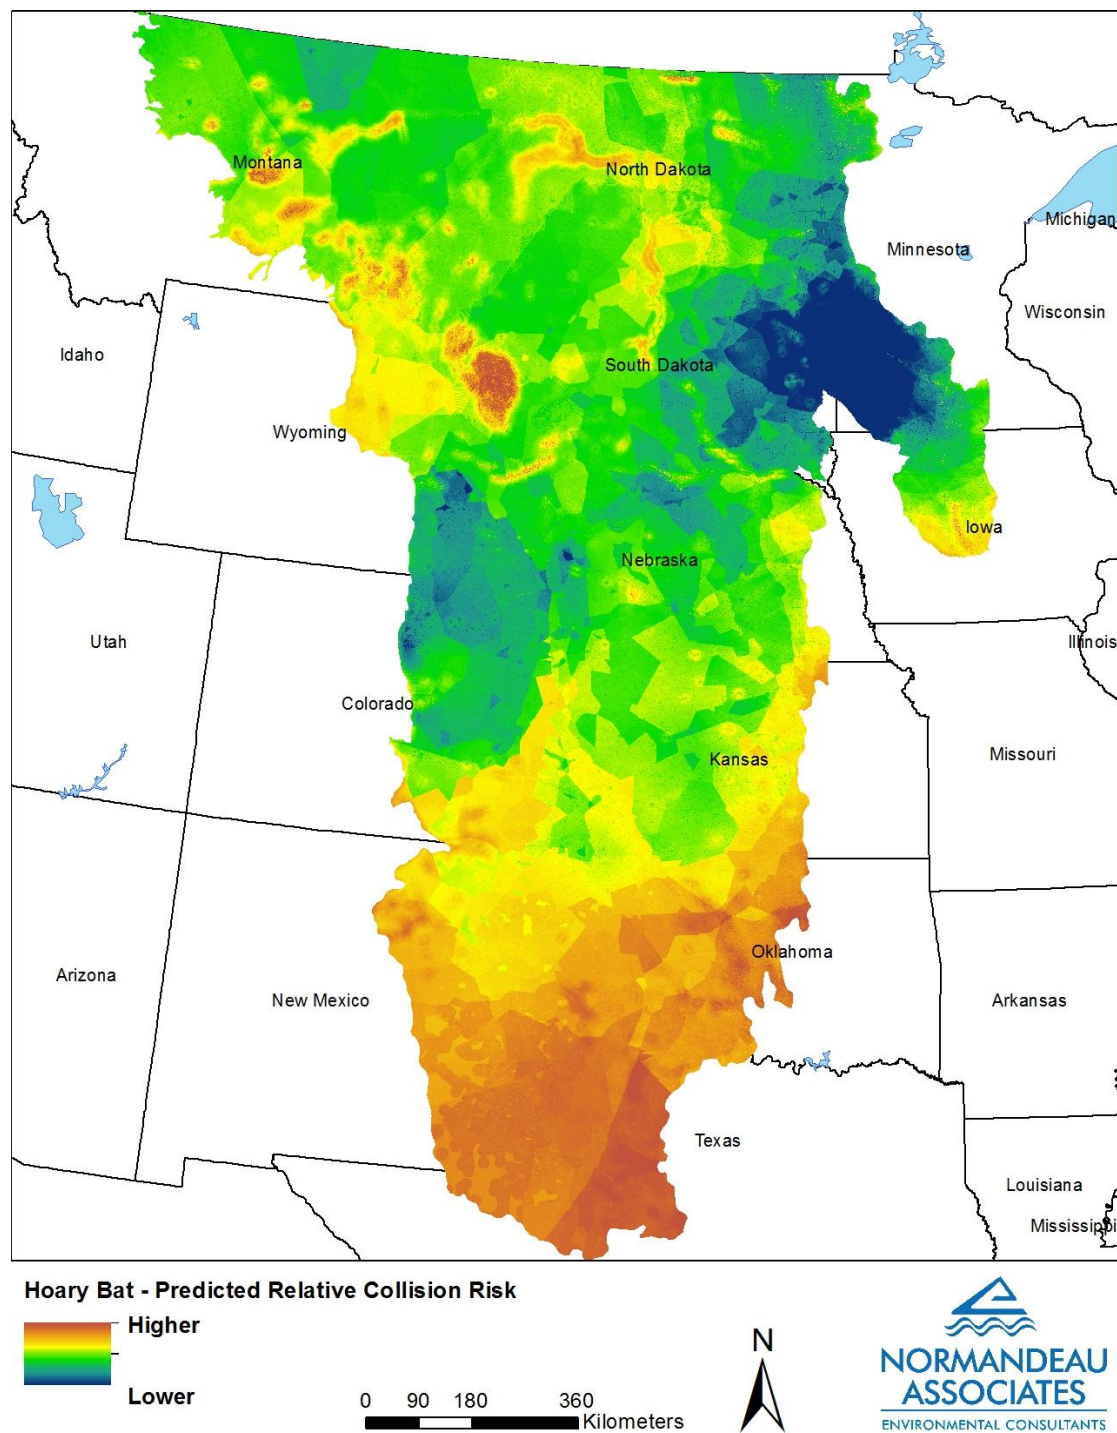 Montana
North Dakota
Michigan
Minnesota
Wisconsin
Idaho
South Dakota
Wyoming
Iowa
Nebraska
Utah
Illinois
Colorado
Kansas
Missouri
Oklahoma
Arizona
New Mexico
Arkansas
Texas
Louisiana
Mississippi
Hoary Bat - Predicted Relative Collision Risk
Higher
Lower
0 90 180 360
Kilometers
N
NORMANDEAU
ASSOCIATES
ENVIRONMENTAL CONSULTANTS